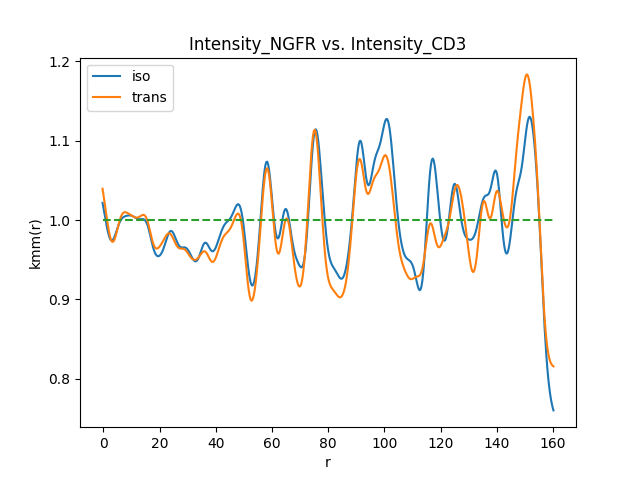 Intensity_NGFR vs. Intensity_CD3
iso
trans
kmm(r)
1.2
1.1
1.0
0.9
0.8
0 20 40 60 80 100 120 140 160
r